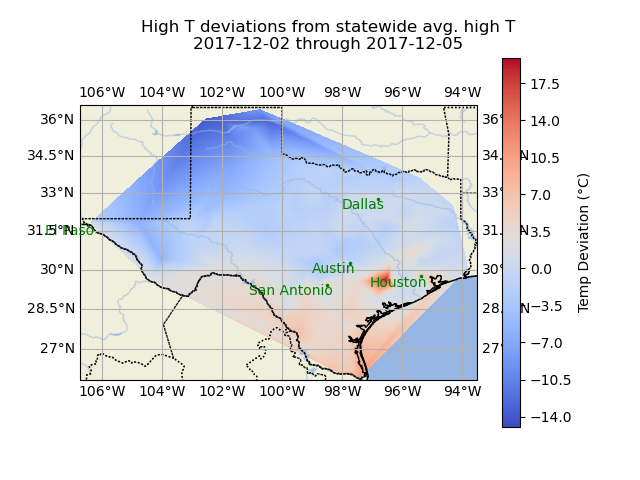 High T deviations from statewide avg. high T
2017-12-02 through 2017-12-05
106°W 104°W 102°W 100°W 98°W 96°W 94°W
36°N 36°
34.5°N 34. N
33°N 33°
Dallas
31.5°N El Paso 31. N
30°N 30°
Austin
San Antonio Houston
28.5°N 28. N
27°N 27°
106°W 104°W 102°W 100°W 98°W 96°W 94°W
17.5
14.0
10.5
7.0
3.5
0.0
−3.5
−7.0
−10.5
−14.0
Temp Deviation (°C)